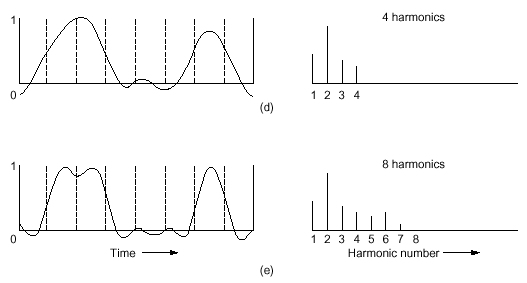 1
0
4 harmonics
1 2 3 4
(d)
1
0
Time
8 harmonics
1 2 3 4 5 6 7 8
Harmonic number
(e)